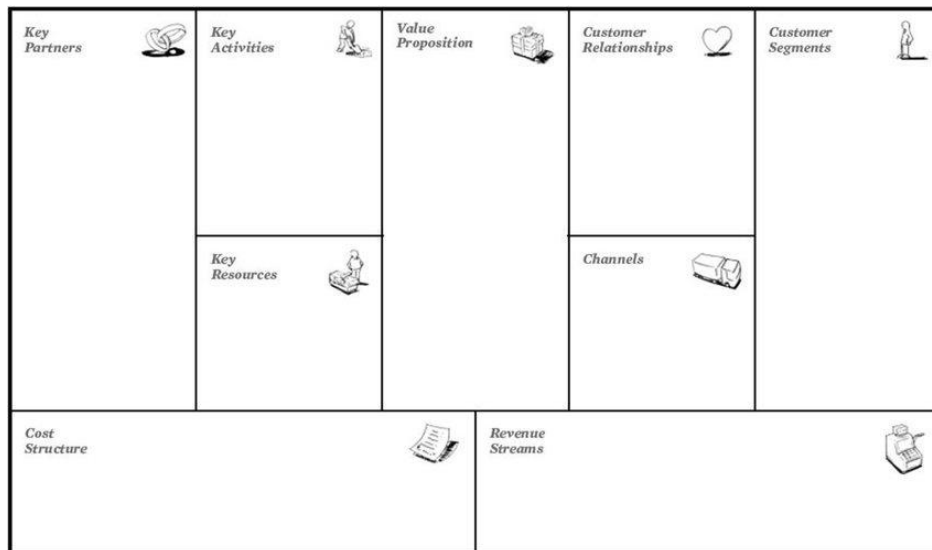 Key
Partners
Key
Activities
Value
Proposition
Customer
Relationships
Customer
Segments
Key
Resources
Channels
Cost
Structure
Revenue
Streams